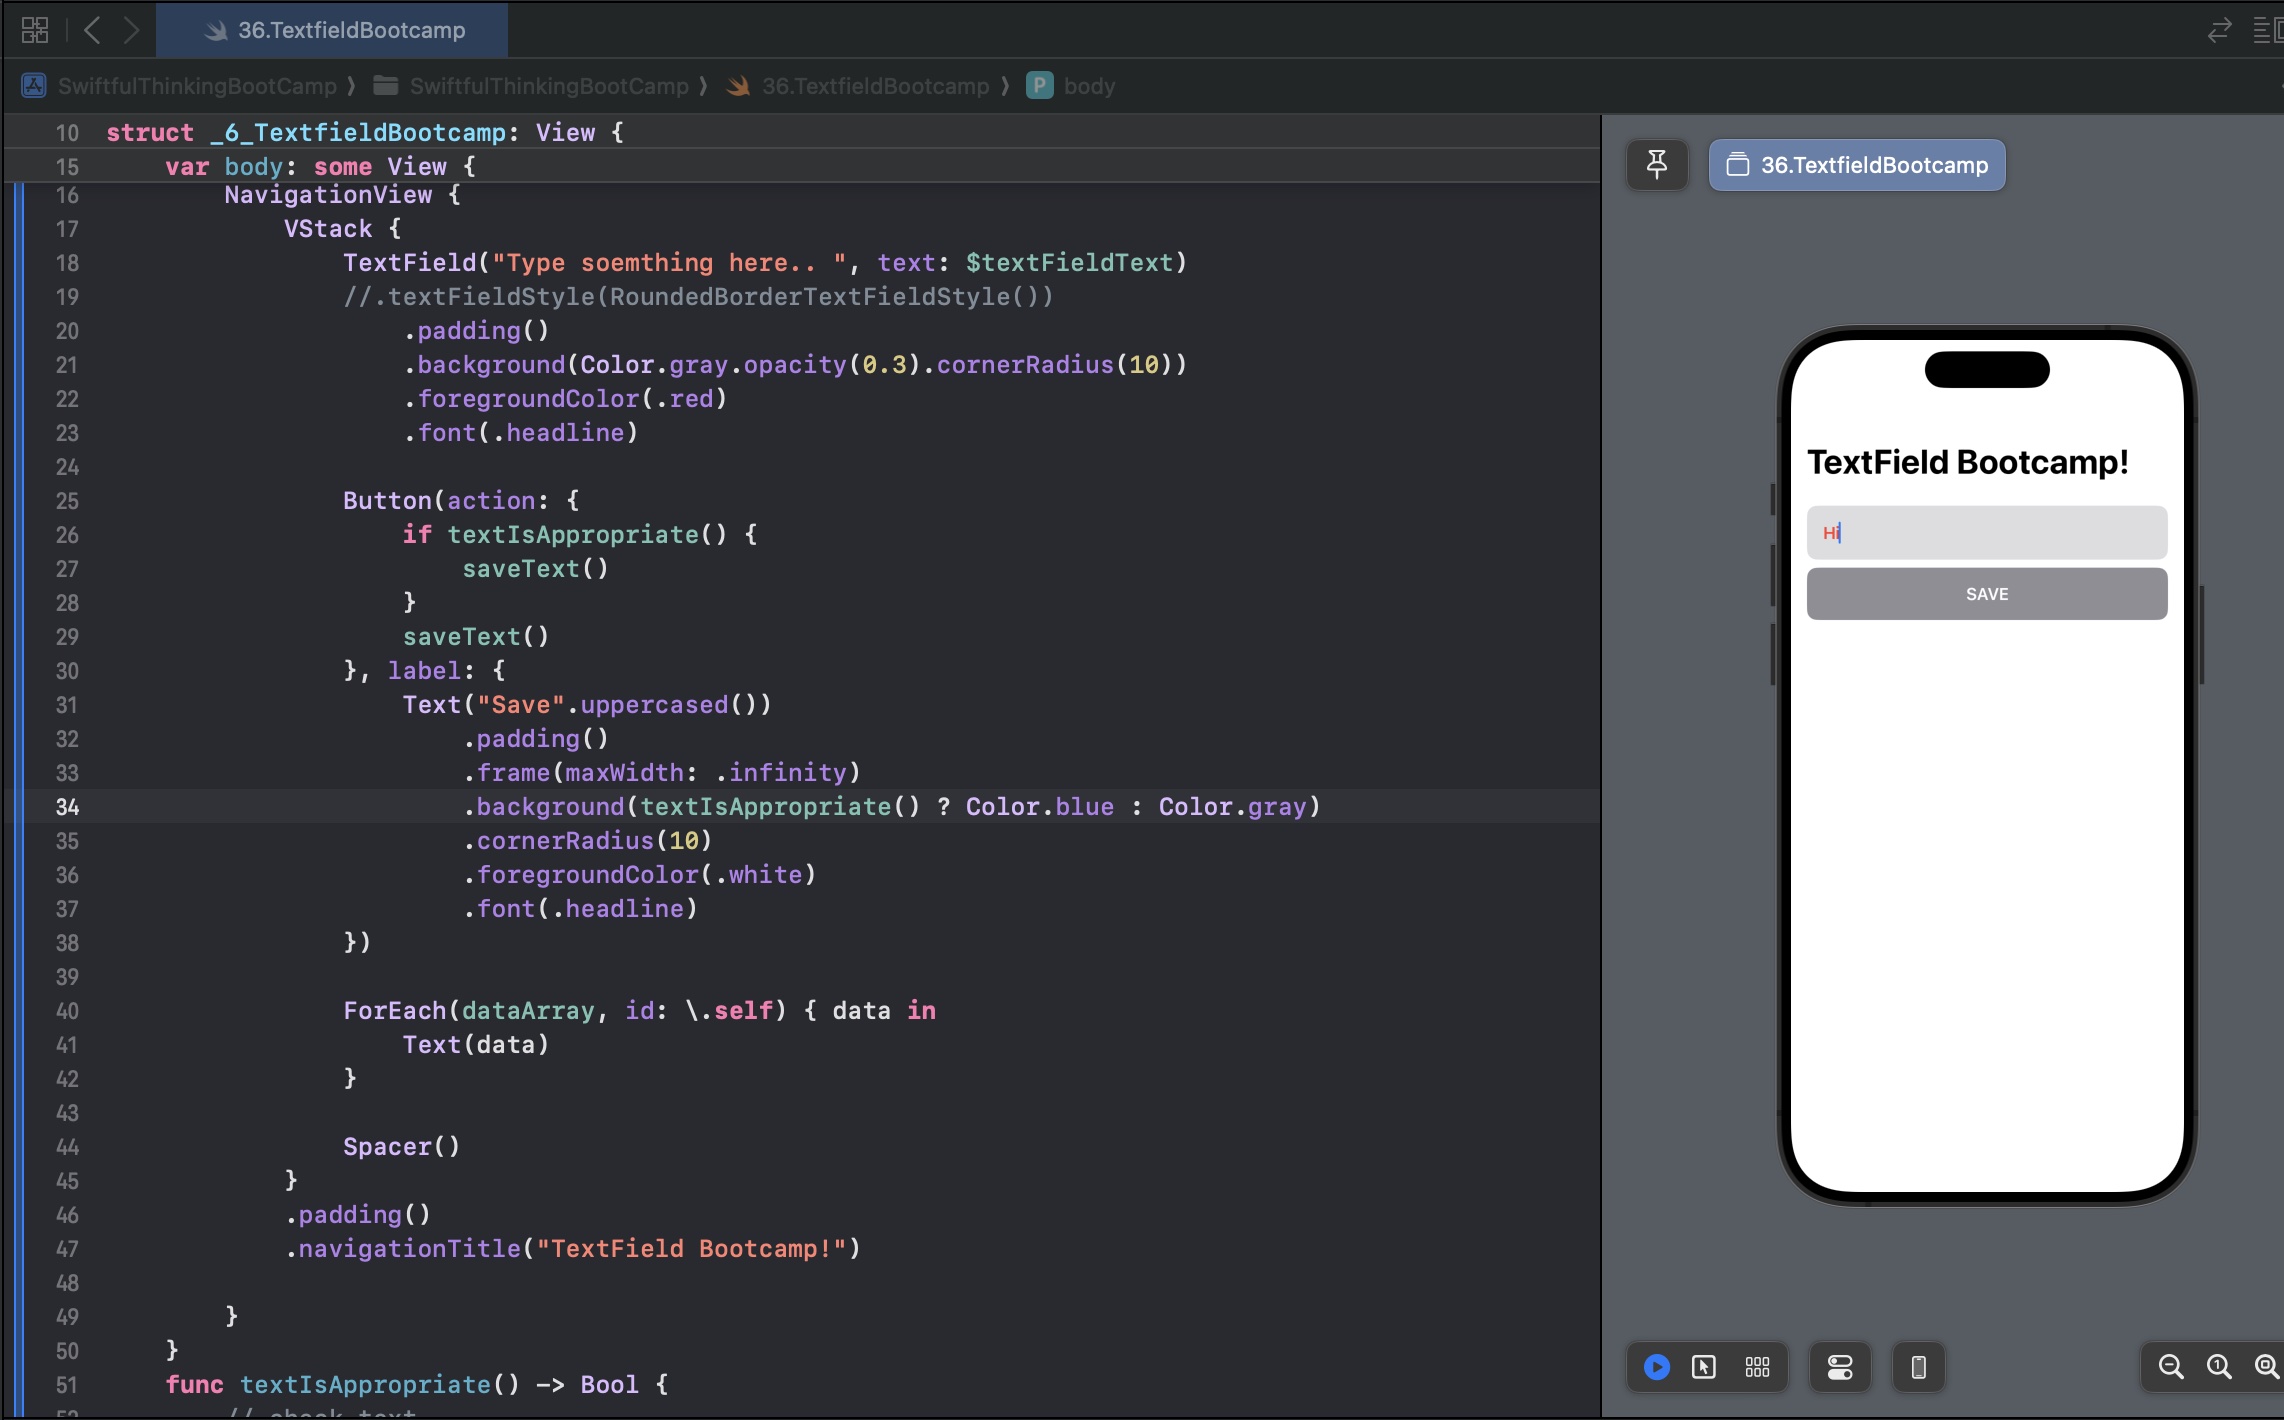 36.TextfieldBootcamp
SwiftfulThinkingBootCamp 〉 SwiftfulThinkingBootCamp 〉 36.TextfieldBootcamp 〉 P body
10 struct _6_TextfieldBootcamp: View {
15 var body: some View {
16 NavigationView {
17 VStack {
18 TextField("Type soemthing here.. ", text: $textFieldText)
19 //.textFieldStyle(RoundedBorderTextFieldStyle())
20 .padding()
21 .background(Color.gray.opacity(0.3).cornerRadius(10))
22 .foregroundColor(.red)
23 .font(.headline)
24
25 Button(action: {
26 if textIsAppropriate() {
27 saveText()
28 }
29 saveText()
30 }, label: {
31 Text("Save".uppercased())
32 .padding()
33 .frame(maxWidth: .infinity)
34 .background(textIsAppropriate() ? Color.blue : Color.gray)
35 .cornerRadius(10)
36 .foregroundColor(.white)
37 .font(.headline)
38 })
39
40 ForEach(dataArray, id: \.self) { data in
41 Text(data)
42 }
43
44 Spacer()
45 }
46 .padding()
47 .navigationTitle("TextField Bootcamp!")
48
49 }
50 }
51 func textIsAppropriate() -> Bool {
52 // check text
36.TextfieldBootcamp
TextField Bootcamp!
Hi
SAVE